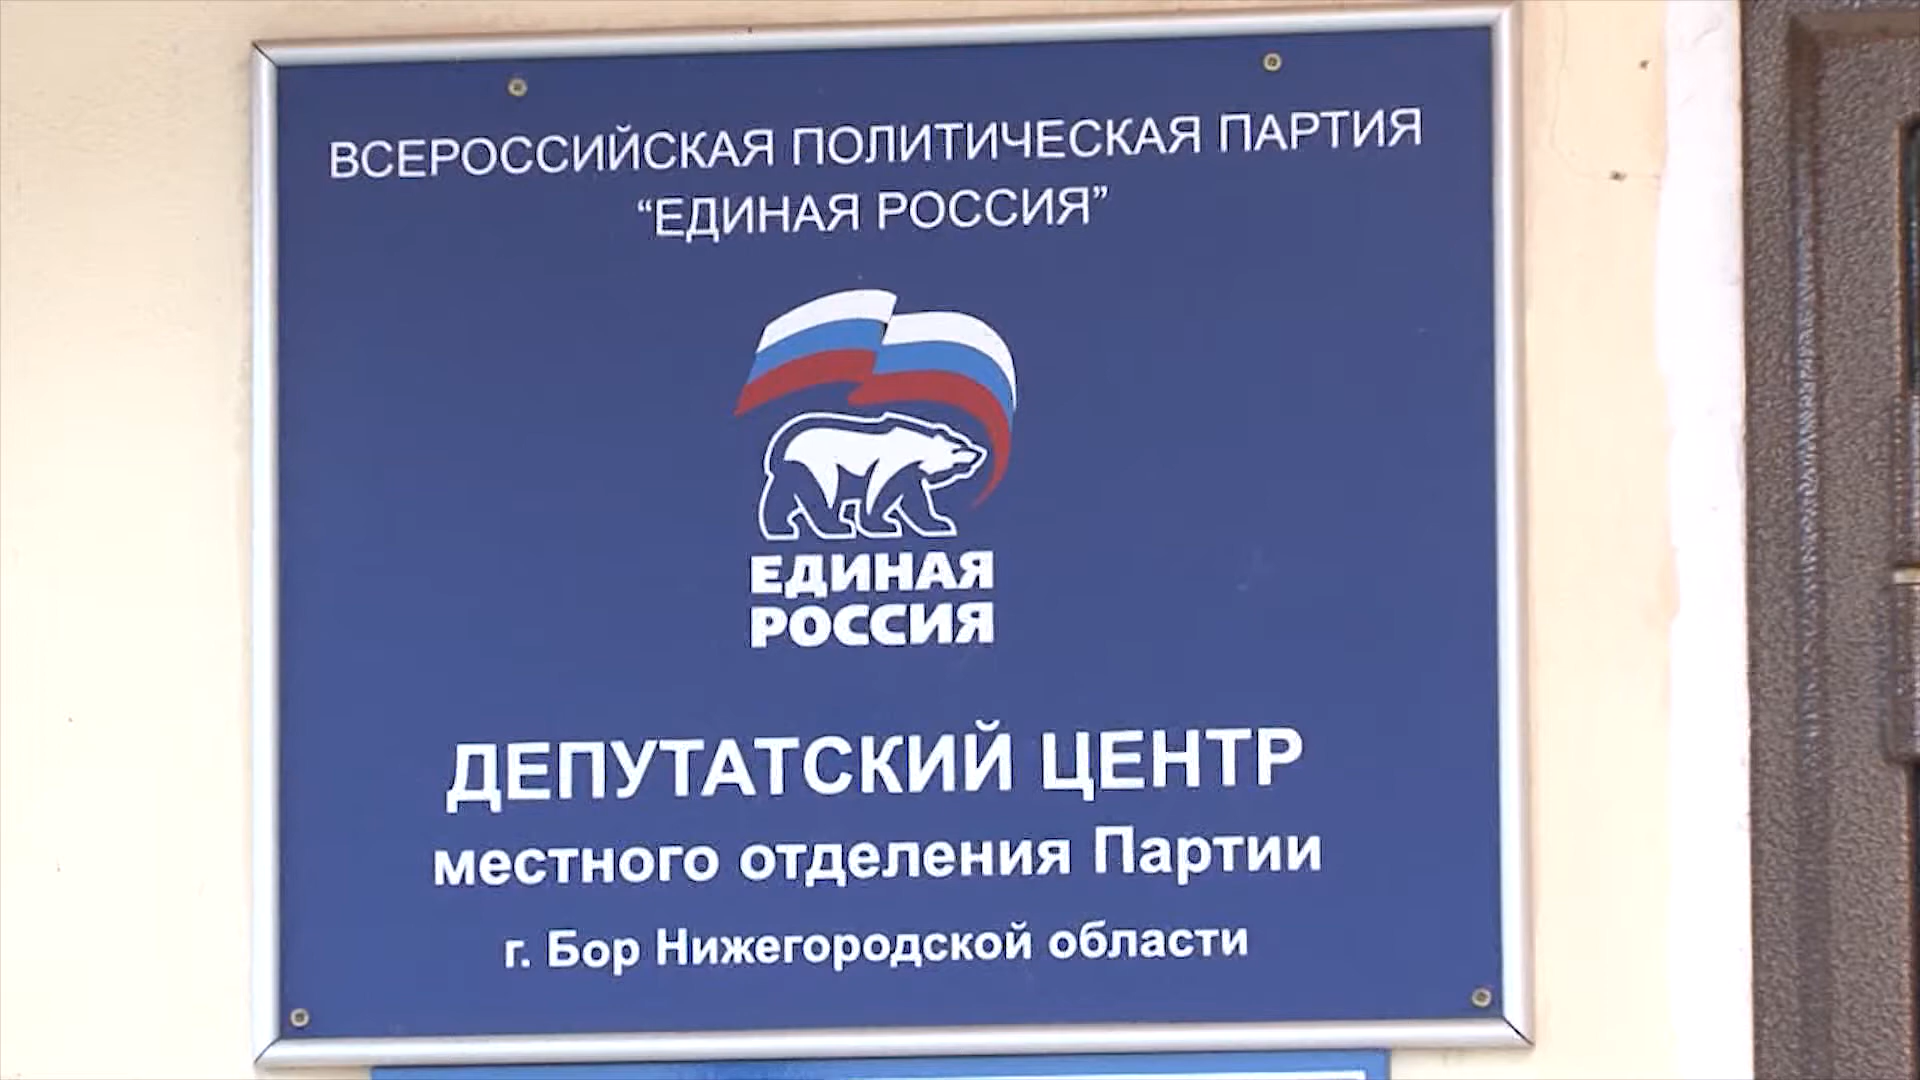 ВСЕРОССИЙСКАЯ ПОЛИТИЧЕСКАЯ ПАРТИЯ
“ЕДИНАЯ РОССИЯ”
ЕДИНАЯ
РОССИЯ
ДЕПУТАТСКИЙ ЦЕНТР
местного отделения Партии
г. Бор Нижегородской области